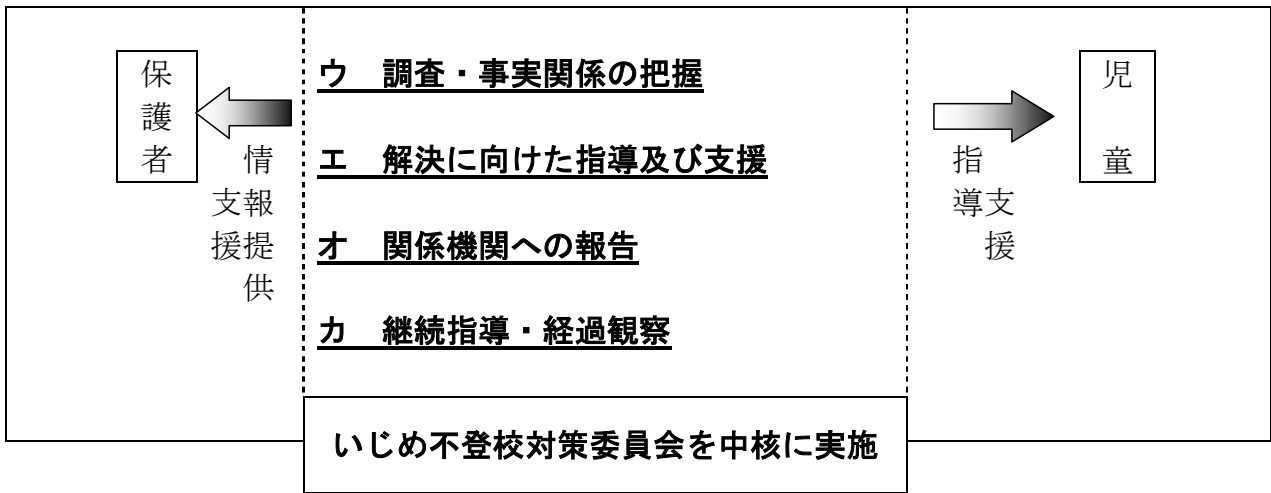 保護者
情報提供
支援
ウ　調査・事実関係の把握
エ　解決に向けた指導及び支援
オ　関係機関への報告
カ　継続指導・経過観察
いじめ不登校対策委員会を中核に実施
支援
指導
児童